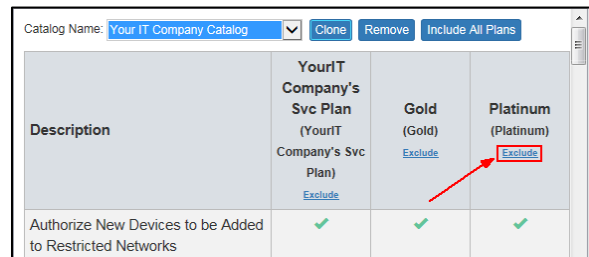 Catalog Name: Your IT Company Catalog Clone Remove Include All Plans
Description
YourIT
Company's
Svc Plan
(YourIT
Company's Svc
Plan)
Exclude
Gold
(Gold)
Exclude
Platinum
(Platinum)
Exclude
Authorize New Devices to be Added
to Restricted Networks